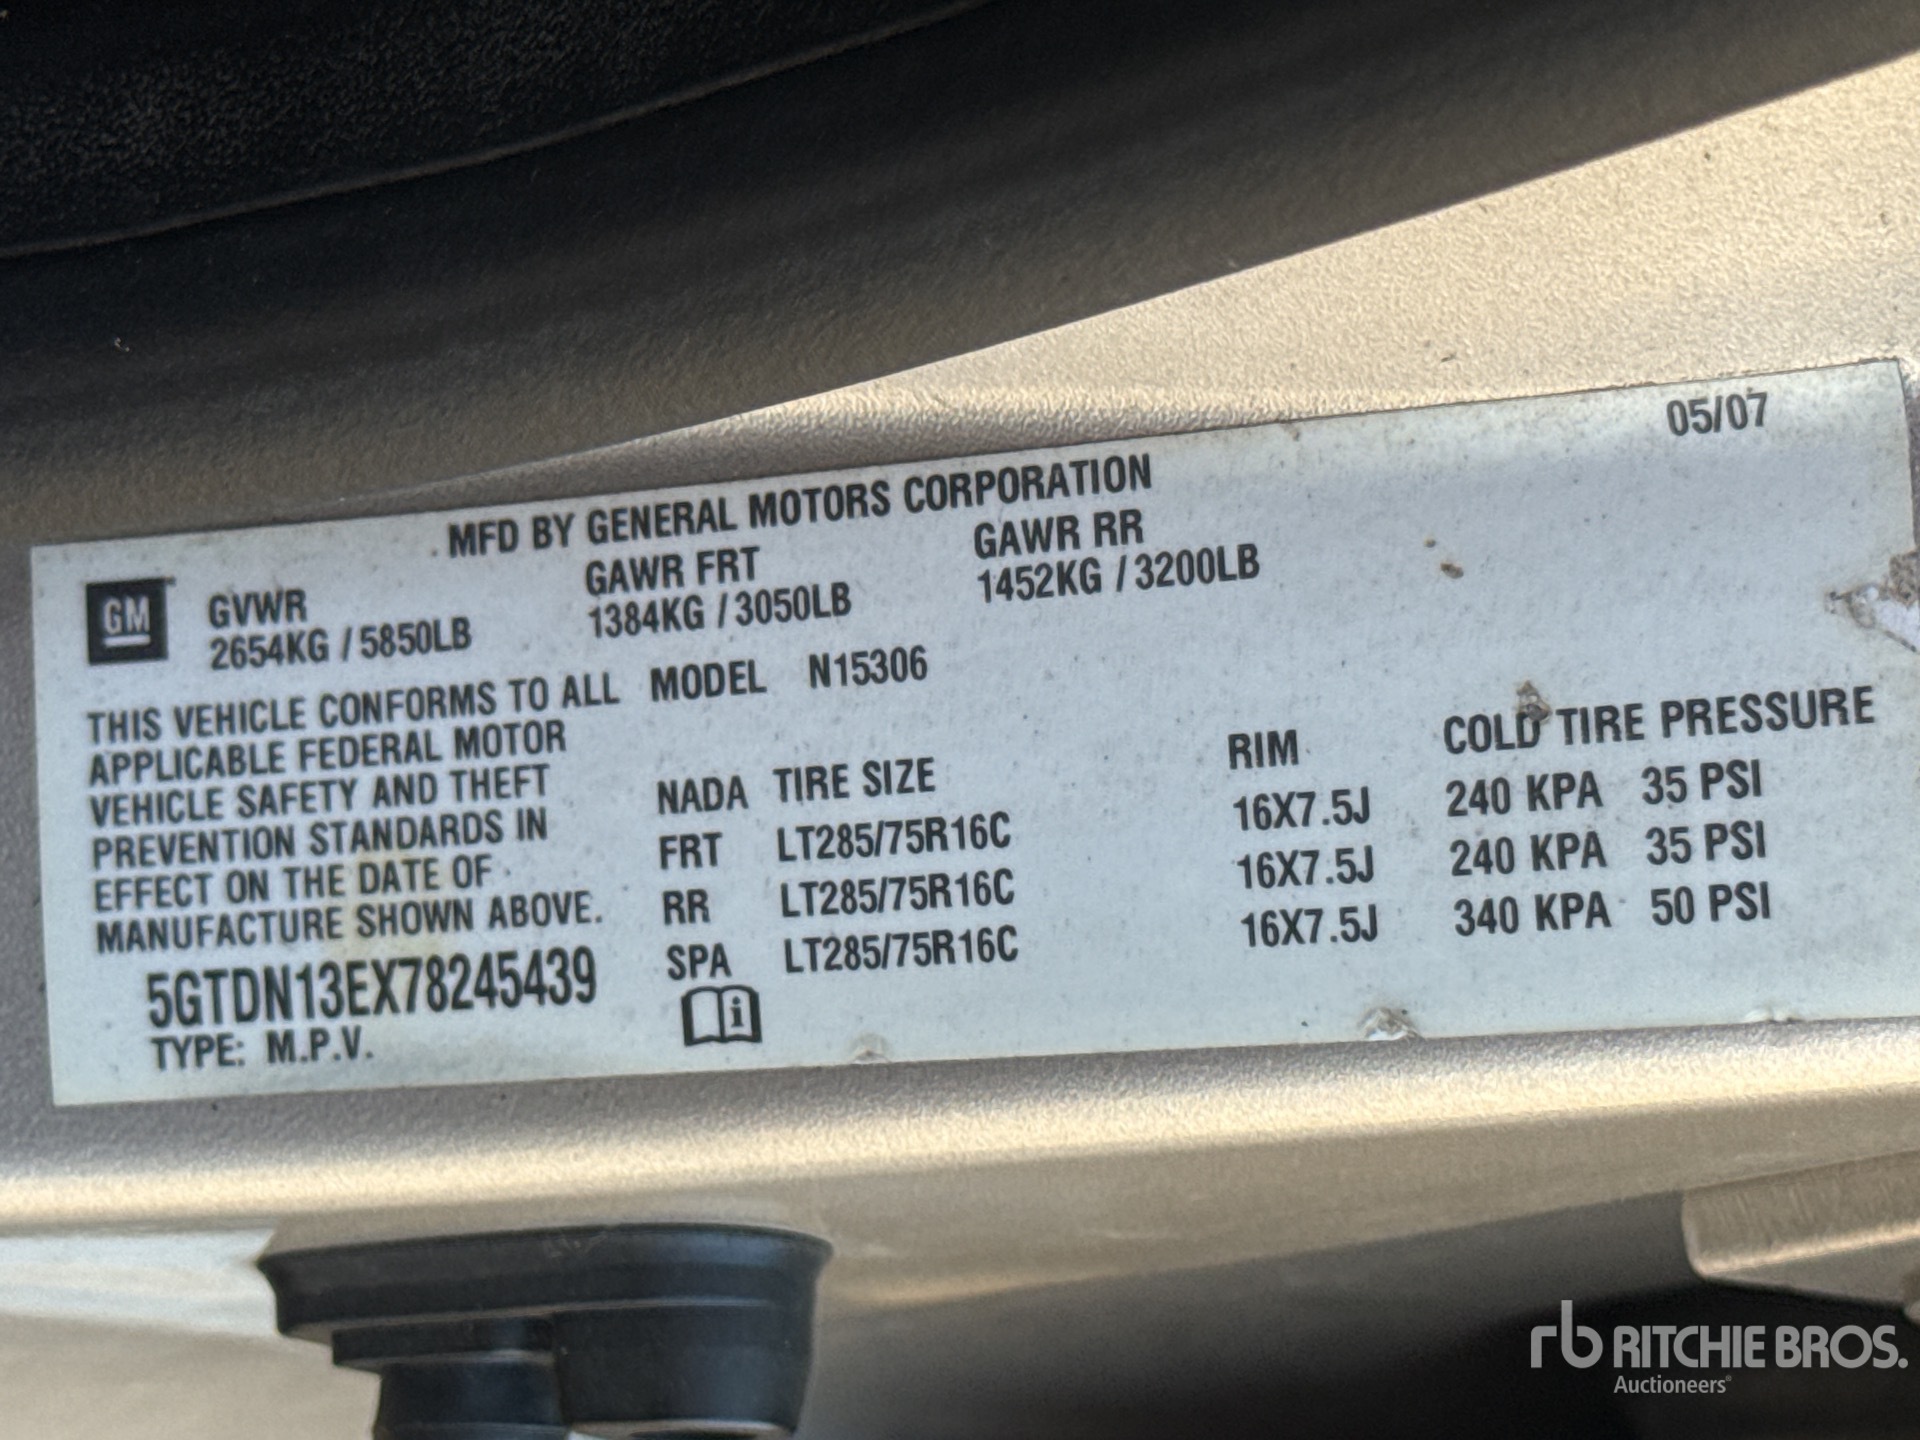 05/07
MFD BY GENERAL MOTORS CORPORATION
GM
GVWR GAWR FRT GAWR RR
2654KG / 5850LB 1384KG / 3050LB 1452KG / 3200LB
THIS VEHICLE CONFORMS TO ALL
APPLICABLE FEDERAL MOTOR
VEHICLE SAFETY AND THEFT
PREVENTION STANDARDS IN
EFFECT ON THE DATE OF
MANUFACTURE SHOWN ABOVE.
5GTDN13EX78245439
TYPE: M.P.V.
MODEL N15306
NADA TIRE SIZE RIM COLD TIRE PRESSURE
FRT LT285/75R16C 16X7.5J 240 KPA 35 PSI
RR LT285/75R16C 16X7.5J 240 KPA 35 PSI
SPA LT285/75R16C 16X7.5J 340 KPA 50 PSI
i
rb RITCHIE BROS.
Auctioneers®